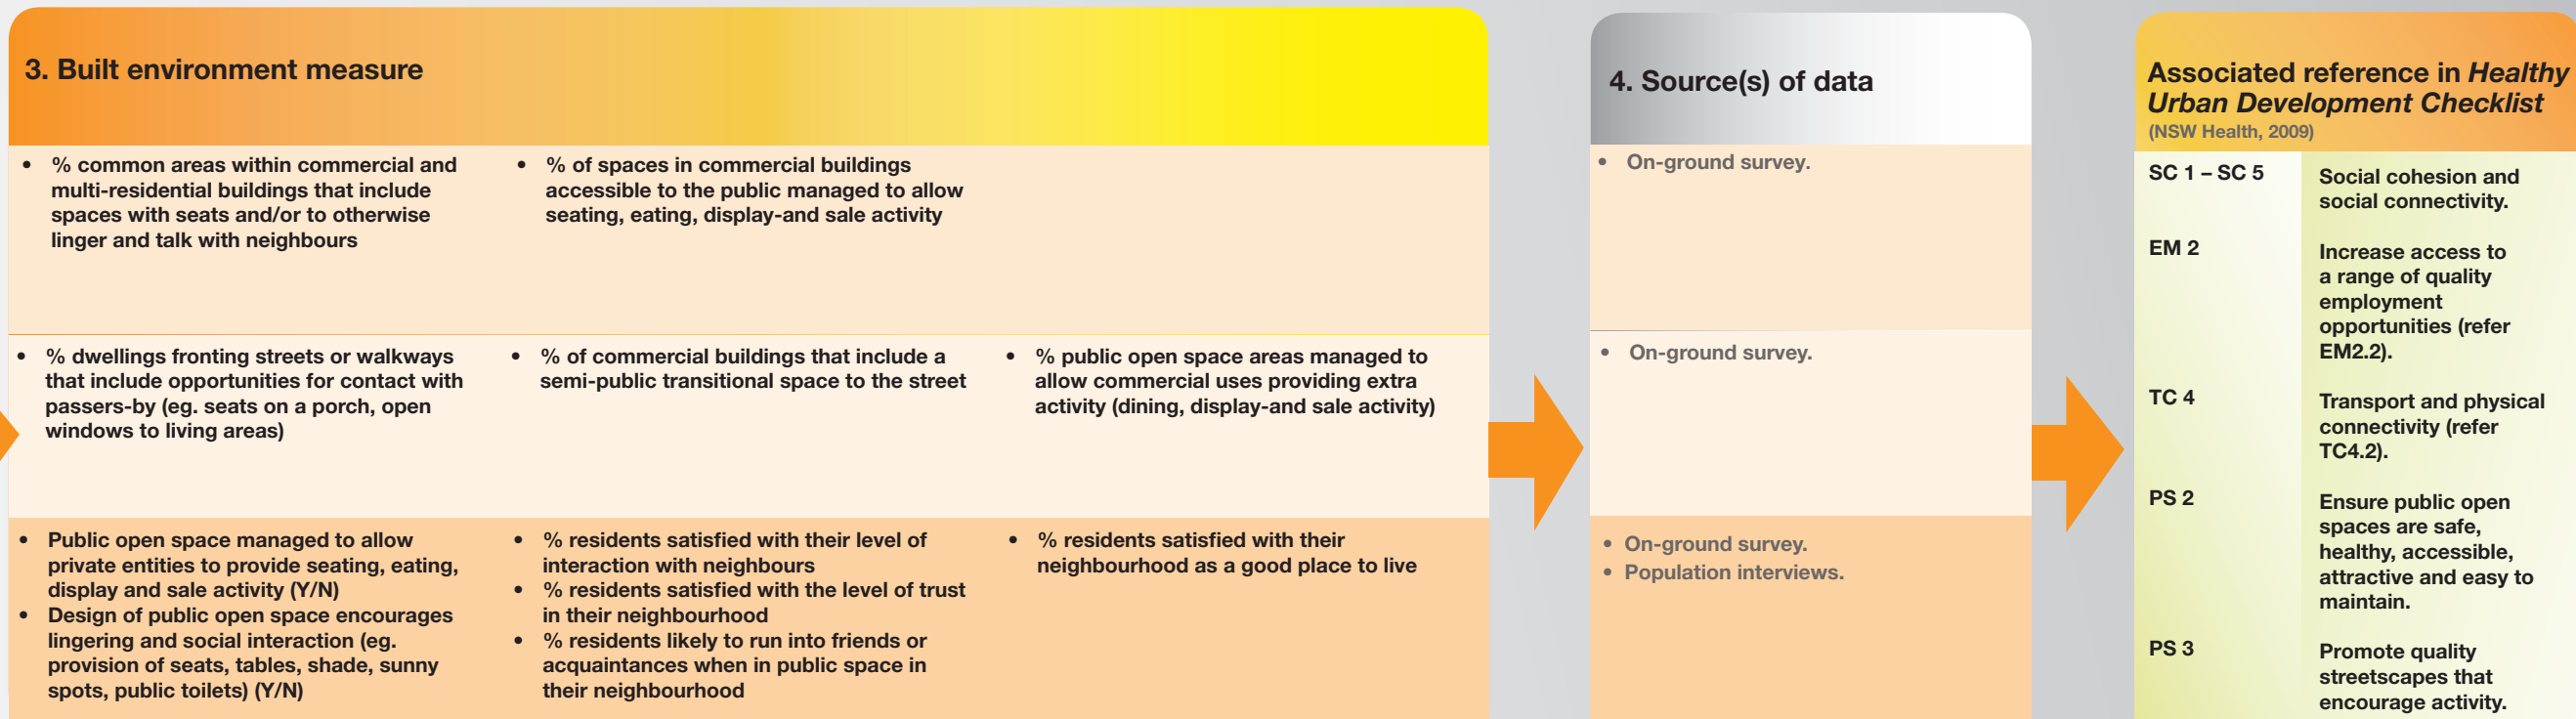 3. Built environment measure
• % common areas within commercial and
multi-residential buildings that include
spaces with seats and/or to otherwise
linger and talk with neighbours
• % of spaces in commercial buildings
accessible to the public managed to allow
seating, eating, display-and sale activity
• % dwellings fronting streets or walkways
that include opportunities for contact with
passers-by (eg. seats on a porch, open
windows to living areas)
• % of commercial buildings that include a
semi-public transitional space to the street
• % public open space areas managed to
allow commercial uses providing extra
activity (dining, display-and sale activity)
• Public open space managed to allow
private entities to provide seating, eating,
display and sale activity (Y/N)
• Design of public open space encourages
lingering and social interaction (eg.
provision of seats, tables, shade, sunny
spots, public toilets) (Y/N)
• % residents satisfied with their level of
interaction with neighbours
• % residents satisfied with the level of trust
in their neighbourhood
• % residents likely to run into friends or
acquaintances when in public space in
their neighbourhood
• % residents satisfied with their
neighbourhood as a good place to live
4. Source(s) of data
• On-ground survey.
• On-ground survey.
• On-ground survey.
• Population interviews.
Associated reference in Healthy
Urban Development Checklist
(NSW Health, 2009)
SC 1 – SC 5
Social cohesion and
social connectivity.
EM 2
Increase access to
a range of quality
employment
opportunities (refer
EM2.2).
TC 4
Transport and physical
connectivity (refer
TC4.2).
PS 2
Ensure public open
spaces are safe,
healthy, accessible,
attractive and easy to
maintain.
PS 3
Promote quality
streetscapes that
encourage activity.